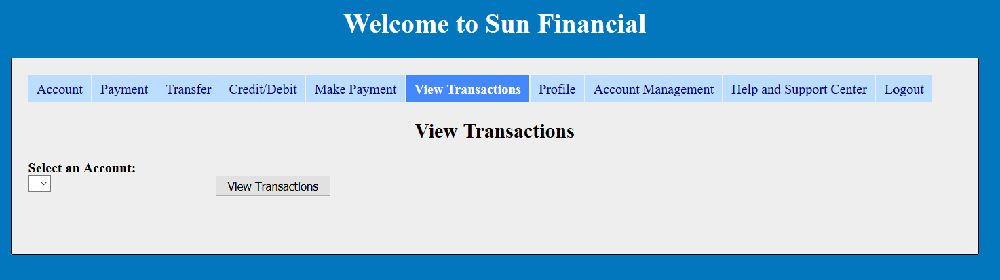 Welcome to Sun Financial
Account Payment Transfer Credit/Debit Make Payment View Transactions Profile Account Management Help and Support Center Logout
View Transactions
Select an Account:
View Transactions